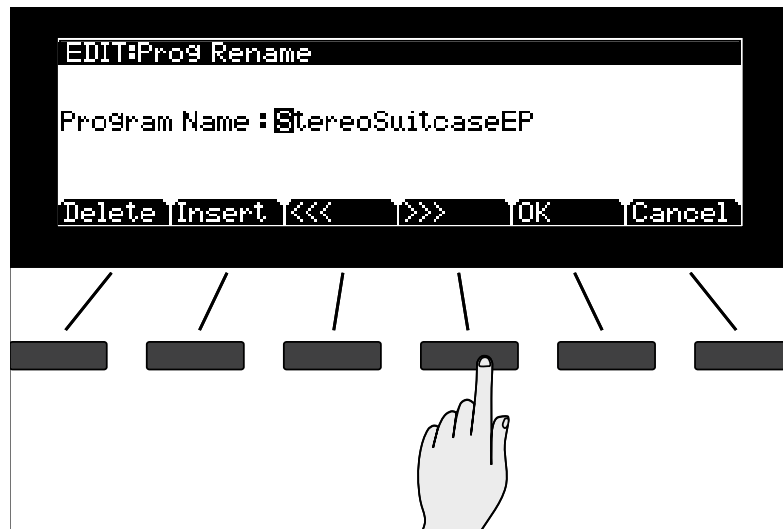 EDIT:Prog Rename
Program Name:StereoSuitcaseEP
Delete Insert <<< >>> OK Cancel